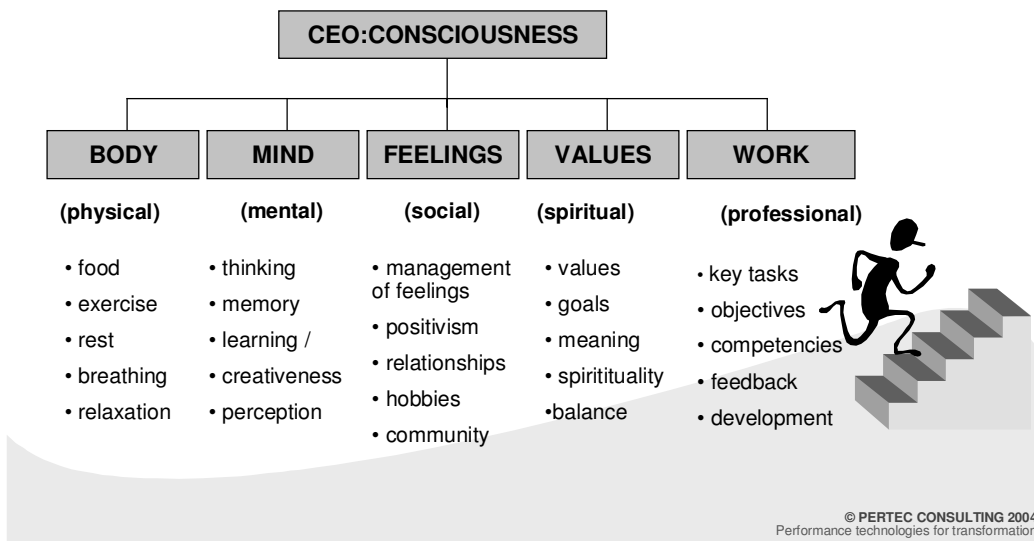 CEO:CONSCIOUSNESS
BODY
MIND
FEELINGS
VALUES
WORK
(physical)
(mental)
(social)
(spiritual)
(professional)
• food
• exercise
• rest
• breathing
• relaxation
• thinking
• memory
• learning /
• creativeness
• perception
• management
of feelings
• positivism
• relationships
• hobbies
• community
• values
• goals
• meaning
• spiritituality
•balance
• key tasks
• objectives
• competencies
• feedback
• development
© PERTEC CONSULTING 2004
Performance technologies for transformation